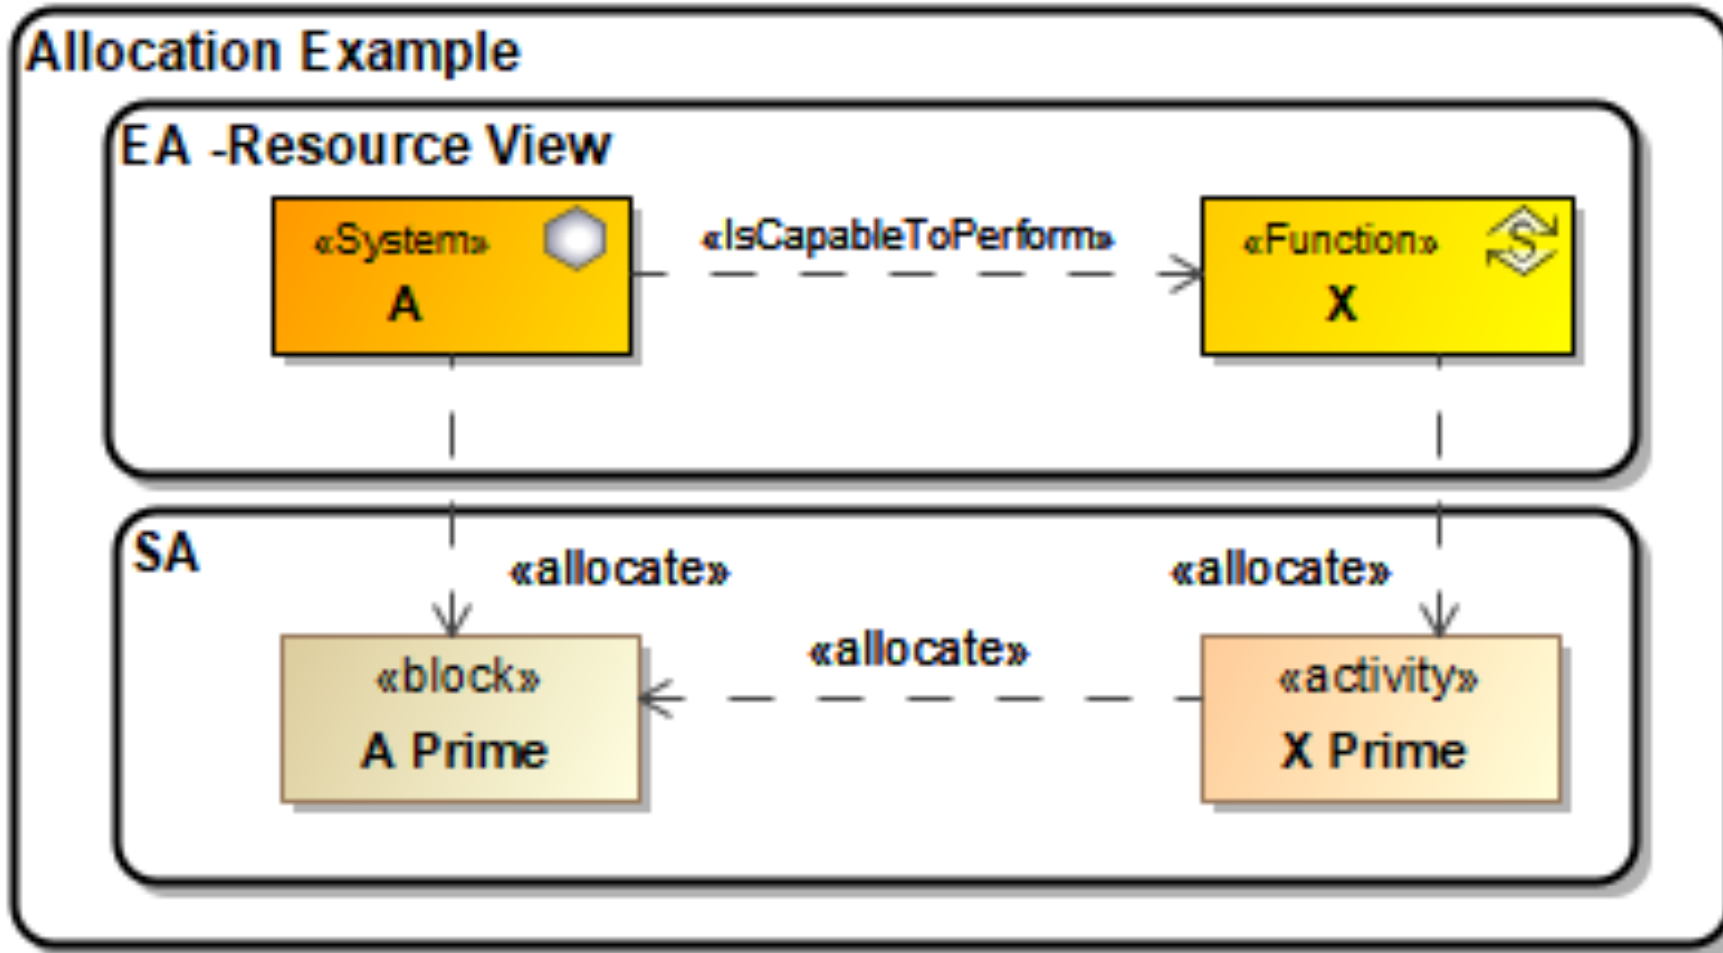 Allocation Example
EA -Resource View
«System»
A
«IsCapableToPerform»
«Function»
S
X
SA
«allocate»
«allocate»
«allocate»
«block»
A Prime
«activity»
X Prime